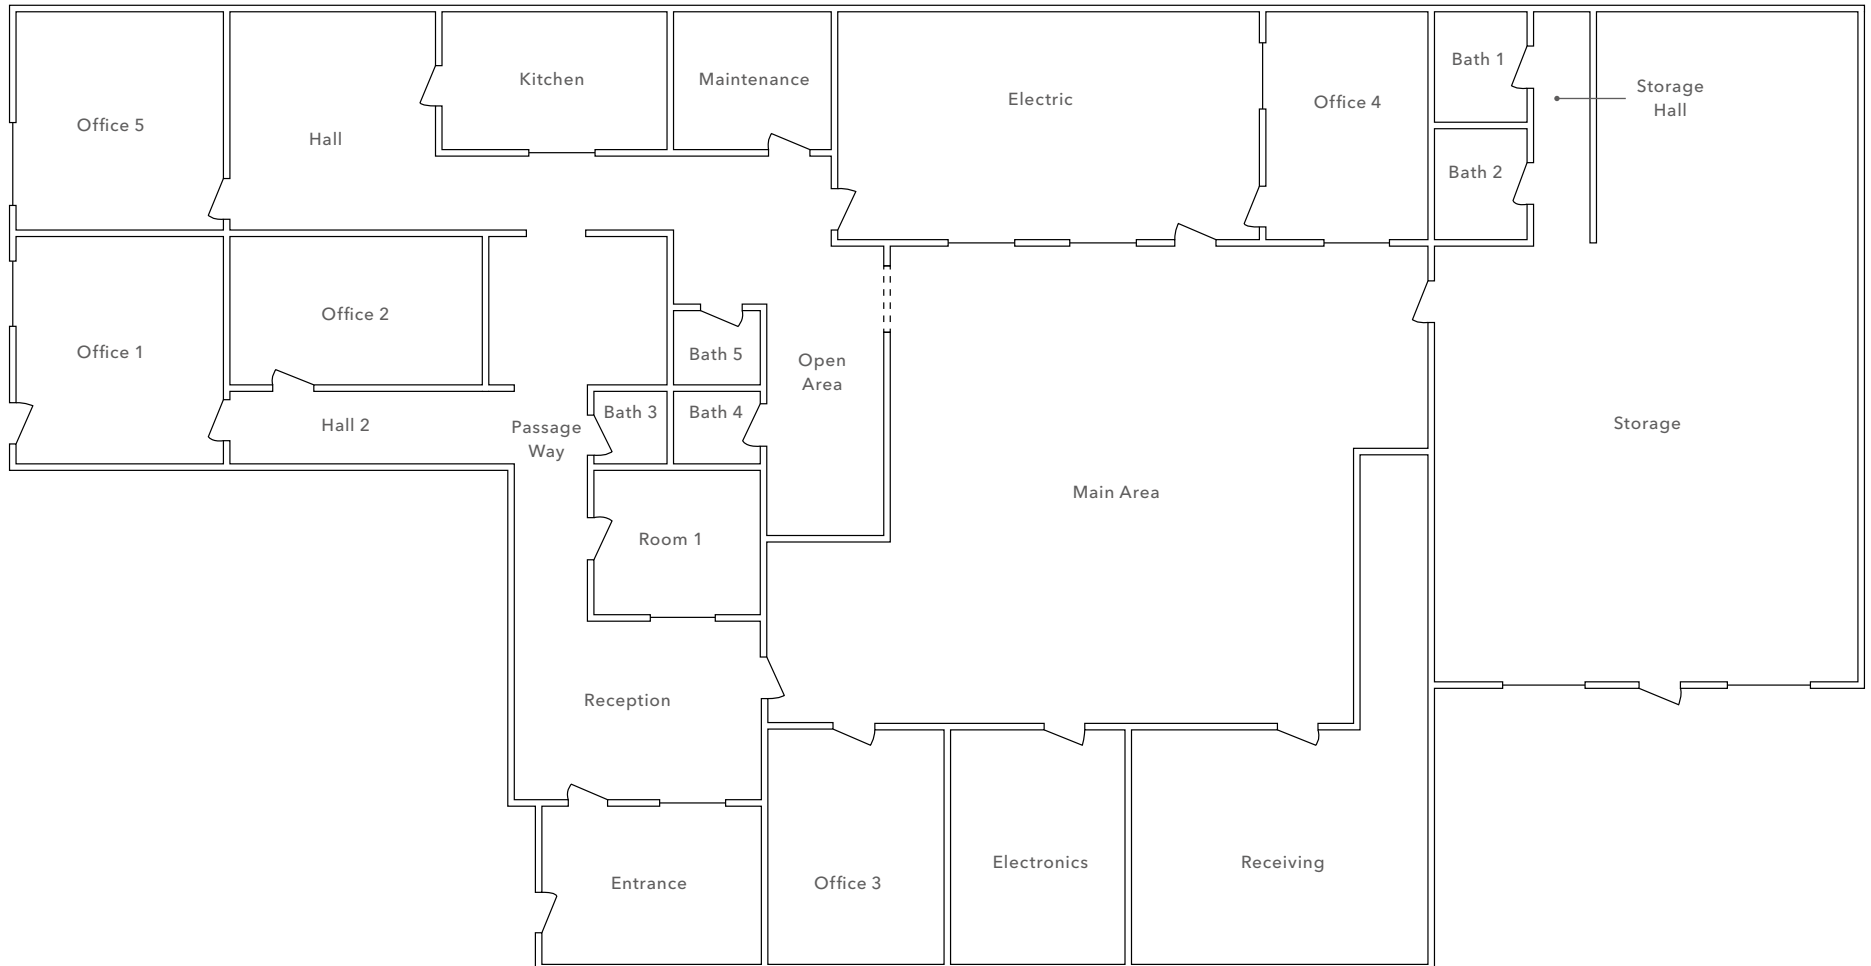 Bath 1
Kitchen
Maintenance
Storage
Hall
Electric
Office 4
Office 5
Hall
Bath 2
Office 2
Office 1
Bath 5
Open
Area
Bath 3
Bath 4
Hall 2
Passage
Way
Storage
Main Area
Room 1
Reception
Electronics
Receiving
Entrance
Office 3